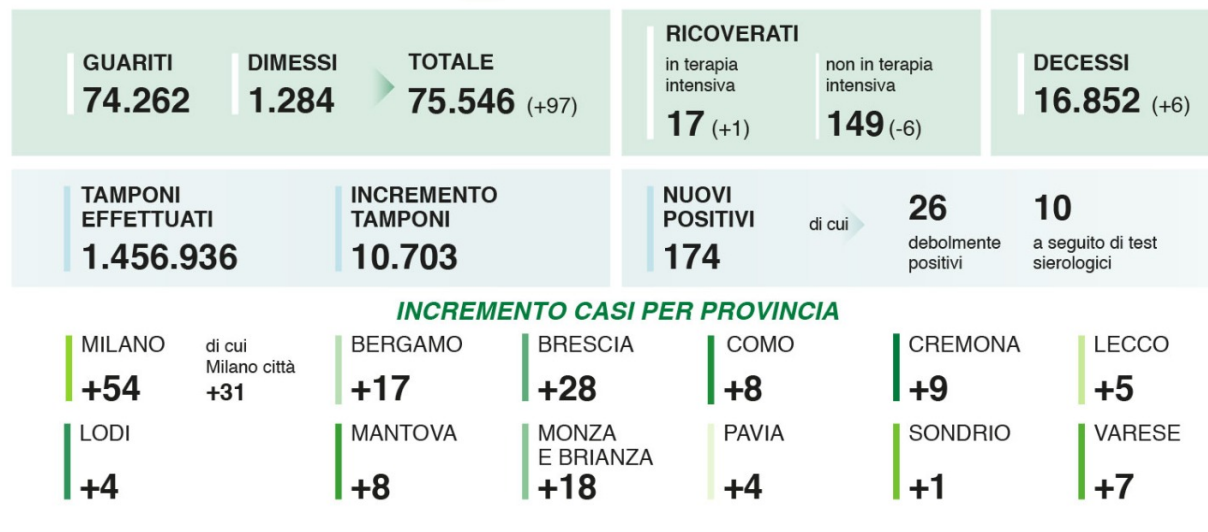 GUARITI
74.262
DIMESSI
1.284
TOTALE
75.546 (+97)
RICOVERATI
in terapia
intensiva
17 (+1)
non in terapia
intensiva
149 (-6)
DECESSI
16.852 (+6)
TAMPONI
EFFETTUATI
1.456.936
INCREMENTO
TAMPONI
10.703
NUOVI
POSITIVI
174
di cui
26
debolmente
positivi
10
a seguito di test
sierologici
INCREMENTO CASI PER PROVINCIA
MILANO
+54
di cui
Milano città
+31
BERGAMO
+17
BRESCIA
+28
COMO
+8
CREMONA
+9
LECCO
+5
LODI
+4
MANTOVA
+8
MONZA
E BRIANZA
+18
PAVIA
+4
SONDRIO
+1
VARESE
+7